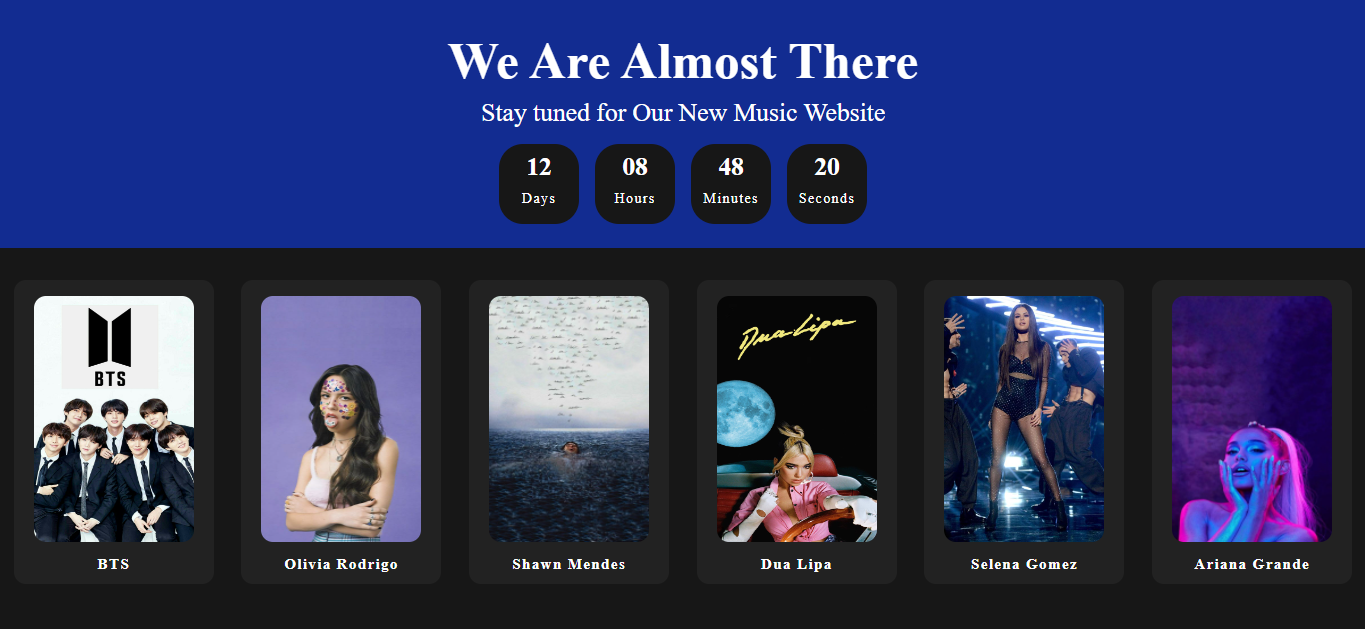 We Are Almost There
Stay tuned for Our New Music Website
12 08 48 20
Days Hours Minutes Seconds
BTS
Dua Lipa
BTS Olivia Rodrigo Shawn Mendes Dua Lipa Selena Gomez Ariana Grande